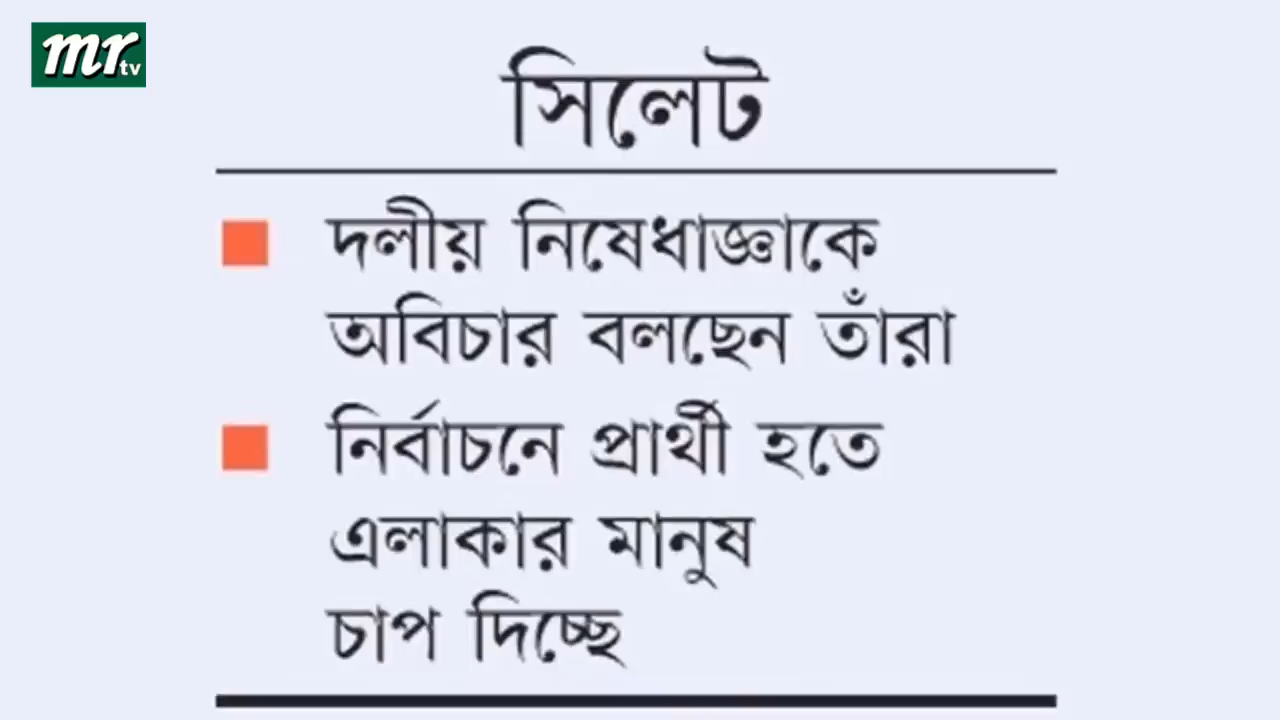 mr tv
সিলেট
দলীয় নিষেধাজ্ঞাকে
অবিচার বলছেন তাঁরা
নির্বাচনে প্রার্থী হতে
এলাকার মানুষ
চাপ দিচ্ছে